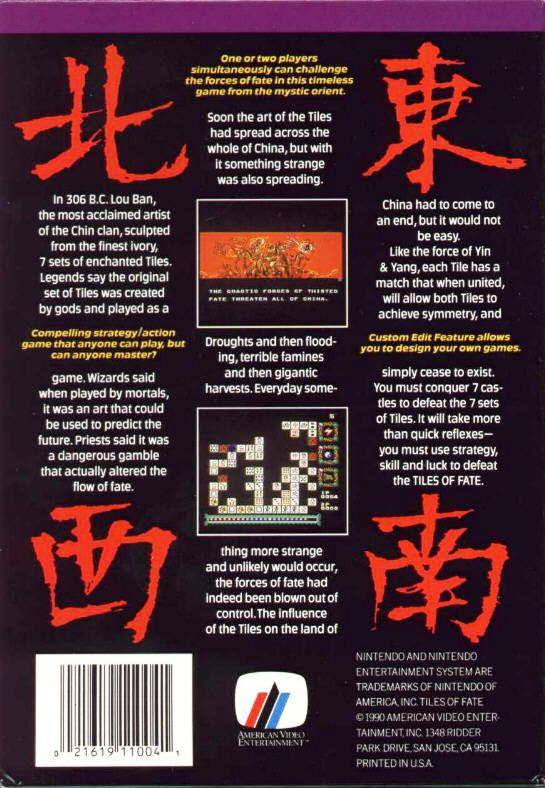 北
In 306 B.C. Lou Ban,
the most acclaimed artist
of the Chin clan, sculpted
from the finest ivory,
7 sets of enchanted Tiles.
Legends say the original
set of Tiles was created
by gods and played as a
Compelling strategy/action
game that anyone can play, but
can anyone master?
game. Wizards said
when played by mortals,
it was an art that could
be used to predict the
future. Priests said it was
a dangerous gamble
that actually altered the
flow of fate.
西
One or two players
simultaneously can challenge
the forces of fate in this timeless
game from the mystic orient.
Soon the art of the Tiles
had spread across the
whole of China, but with
it something strange
was also spreading.
THE CHAOTIC FORCES OF TWISTED
FATE THREATEN ALL OF CHINA.
Droughts and then flood-
ing, terrible famines
and then gigantic
harvests. Everyday some-
thing more strange
and unlikely would occur,
the forces of fate had
indeed been blown out of
control.The influence
of the Tiles on the land of
東
China had to come to
an end, but it would not
be easy.
Like the force of Yin
& Yang, each Tile has a
match that when united,
will allow both Tiles to
achieve symmetry, and
Custom Edit Feature allows
you to design your own games.
simply cease to exist.
You must conquer 7 cas-
tles to defeat the 7 sets
of Tiles. It will take more
than quick reflexes—
you must use strategy,
skill and luck to defeat
the TILES OF FATE.
南
0 21619 11004 1
AMERICAN VIDEO
ENTERTAINMENT™
NINTENDO AND NINTENDO
ENTERTAINMENT SYSTEM ARE
TRADEMARKS OF NINTENDO OF
AMERICA, INC. TILES OF FATE
© 1990 AMERICAN VIDEO ENTER-
TAINMENT, INC. 1348 RIDDER
PARK DRIVE, SAN JOSE, CA 95131.
PRINTED IN U.S.A.